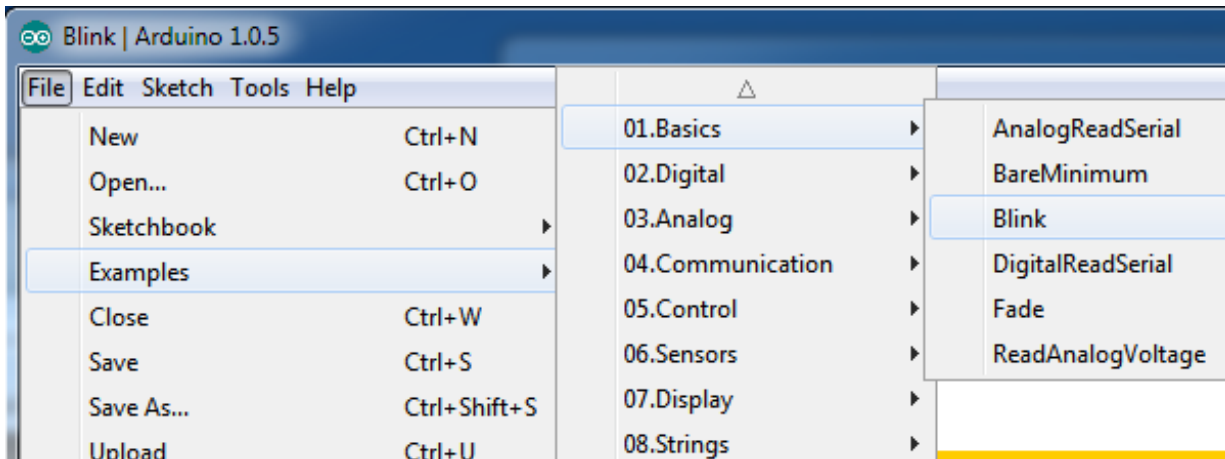 Blink | Arduino 1.0.5
File Edit Sketch Tools Help
New Ctrl+N
Open... Ctrl+O
Sketchbook
Examples
Close Ctrl+W
Save Ctrl+S
Save As... Ctrl+Shift+S
Upload Ctrl+U
01.Basics
02.Digital
03.Analog
04.Communication
05.Control
06.Sensors
07.Display
08.Strings
AnalogReadSerial
BareMinimum
Blink
DigitalReadSerial
Fade
ReadAnalogVoltage